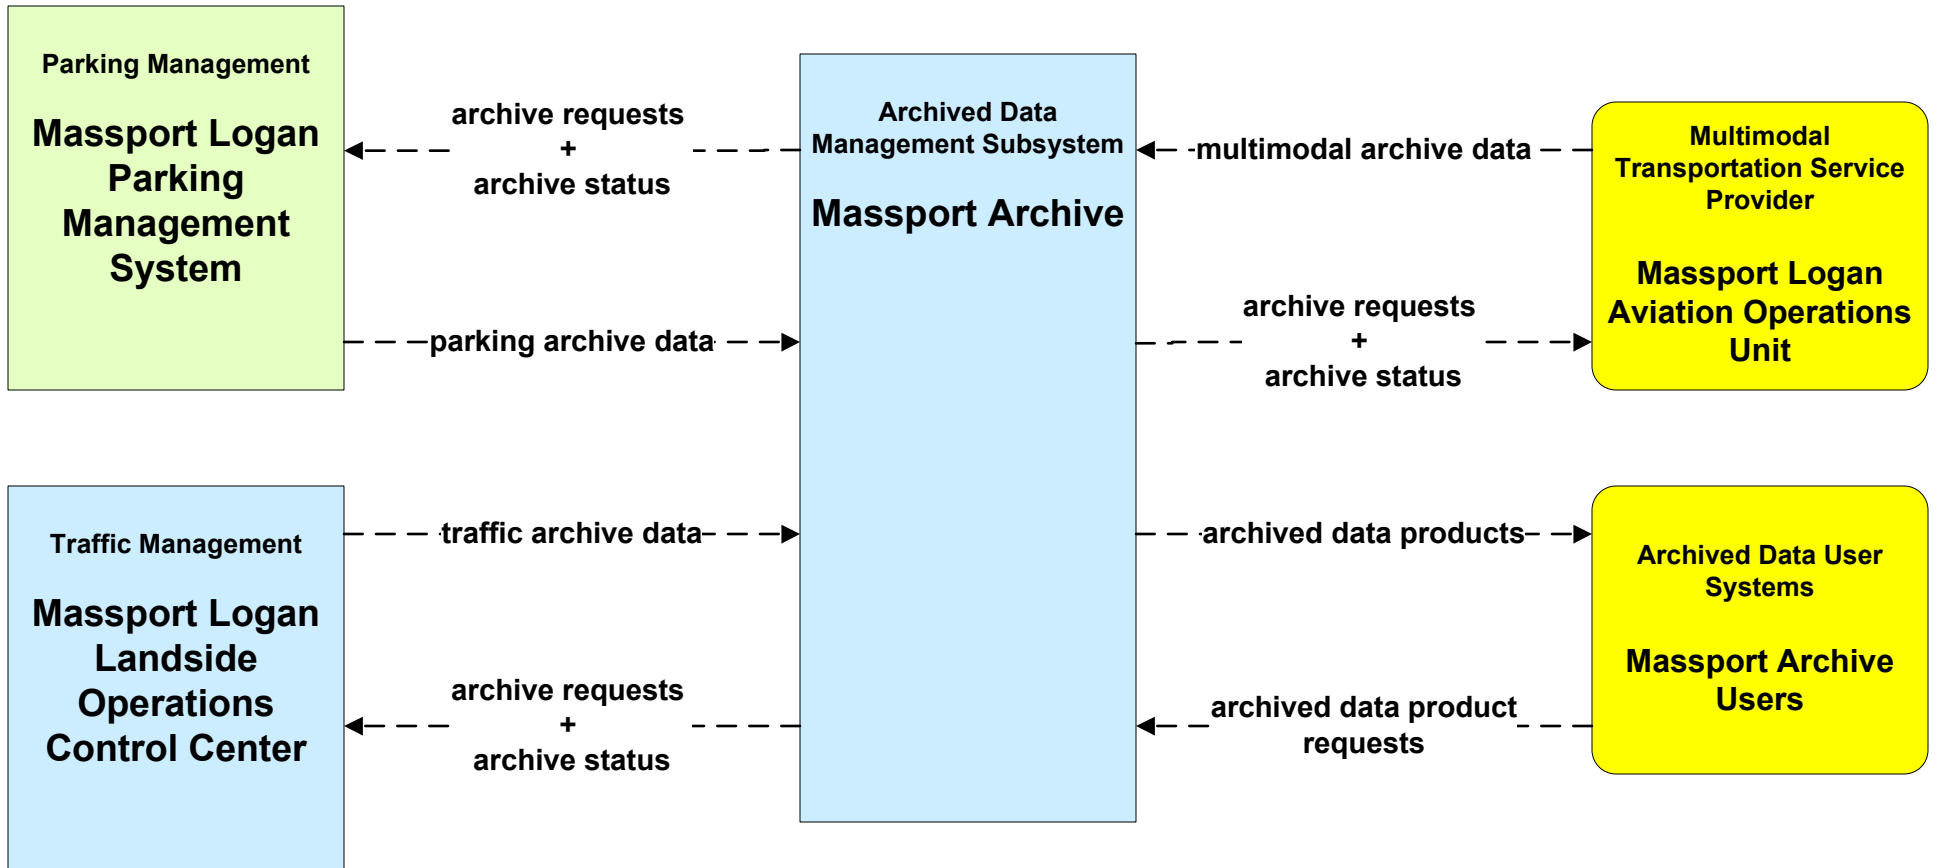 Parking Management
Massport Logan
Parking
Management
System
archive requests
+
archive status
parking archive data
Traffic Management
Massport Logan
Landside
Operations
Control Center
traffic archive data
archive requests
+
archive status
Archived Data
Management Subsystem
Massport Archive
multimodal archive data
archive requests
+
archive status
Multimodal
Transportation Service
Provider
Massport Logan
Aviation Operations
Unit
archived data products
archived data product
requests
Archived Data User
Systems
Massport Archive
Users